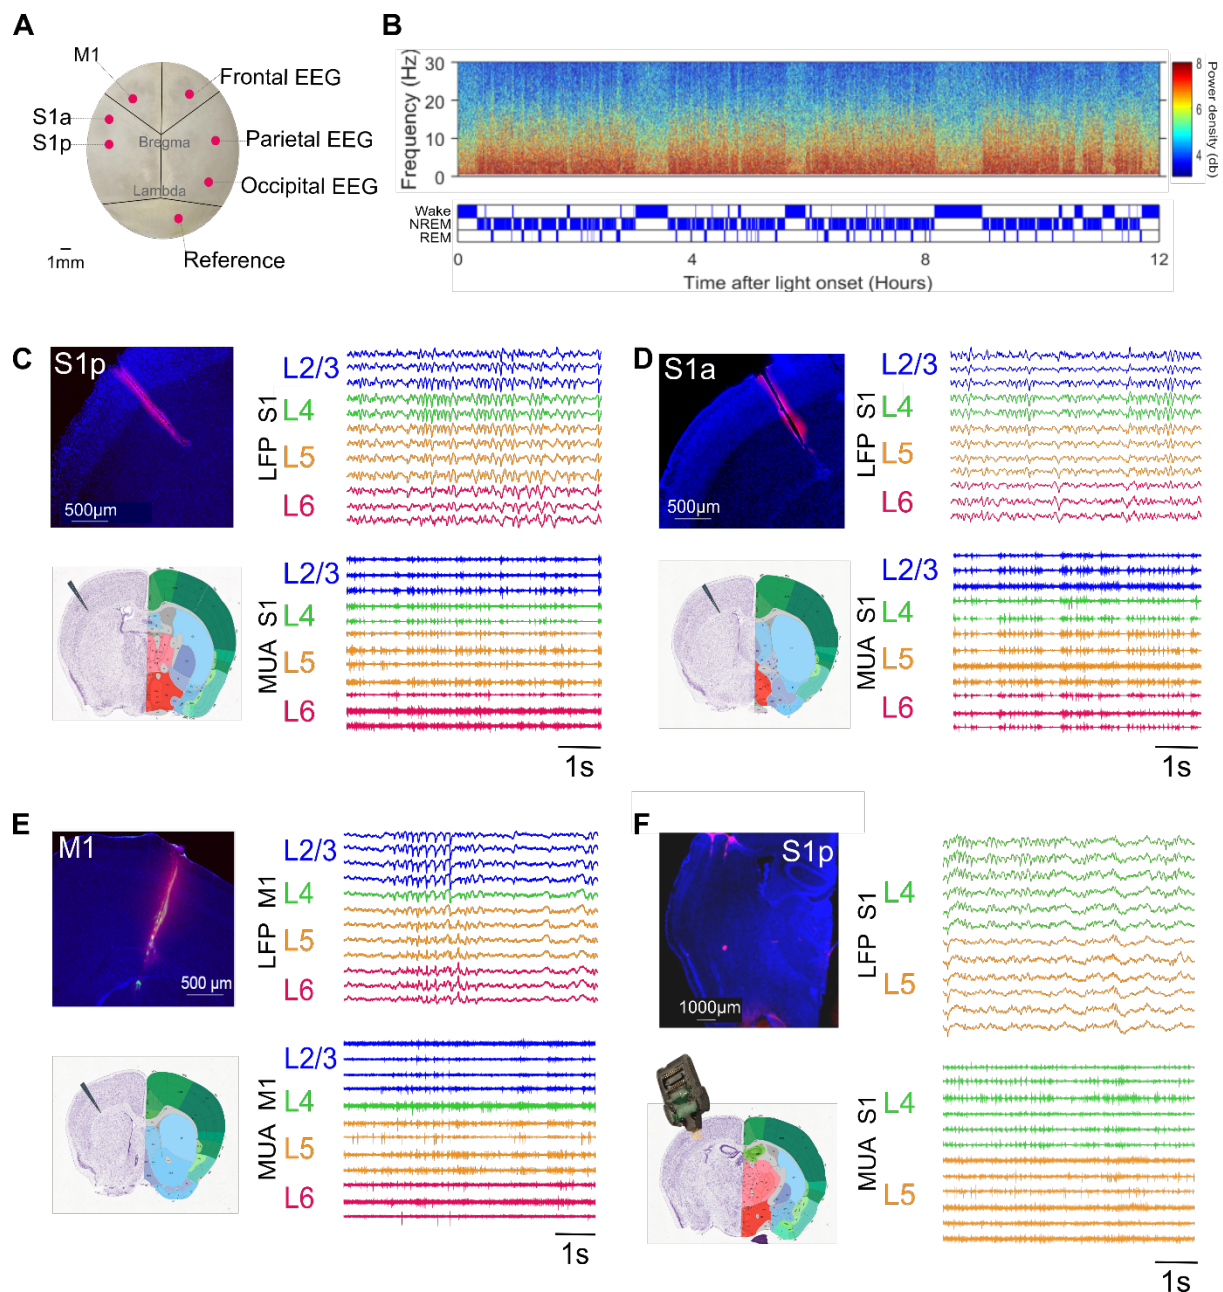 A
M1
Frontal EEG
S1a
S1p
Bregma
Parietal EEG
Lambda
Occipital EEG
1mm
Reference
B
Frequency (Hz)
30
20
10
0
8
6
4
Power density (db)
Wake
NREM
REM
0
4
8
12
Time after light onset (Hours)
C
S1p
500µm
LFP S1
L2/3
L4
L5
L6
MUA S1
L2/3
L4
L5
L6
1s
D
S1a
500µm
LFP S1
L2/3
L4
L5
L6
MUA S1
L2/3
L4
L5
L6
1s
E
M1
500 µm
LFP M1
L2/3
L4
L5
L6
MUA M1
L2/3
L4
L5
L6
1s
F
S1p
1000µm
LFP S1
L4
L5
MUA S1
L4
L5
1s